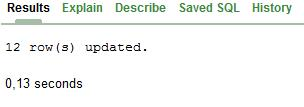 Results Explain Describe Saved SQL History
12 row(s) updated.
0,13 seconds